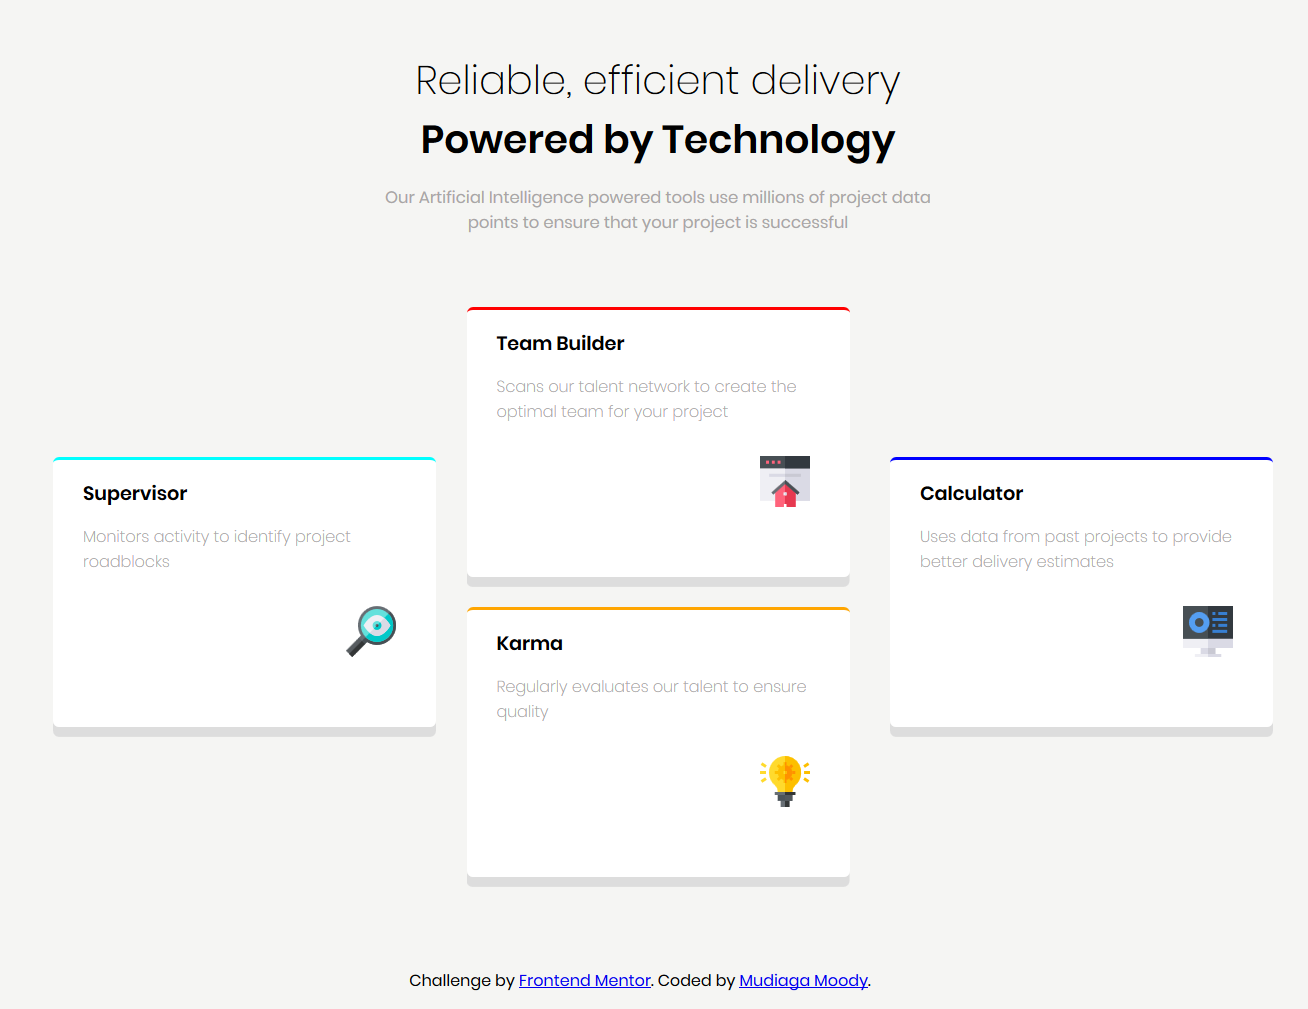 Reliable, efficient delivery
Powered by Technology
Our Artificial Intelligence powered tools use millions of project data
points to ensure that your project is successful
Supervisor
Monitors activity to identify project
roadblocks
Team Builder
Scans our talent network to create the
optimal team for your project
Karma
Regularly evaluates our talent to ensure
quality
Calculator
Uses data from past projects to provide
better delivery estimates
Challenge by Frontend Mentor. Coded by Mudiaga Moody.